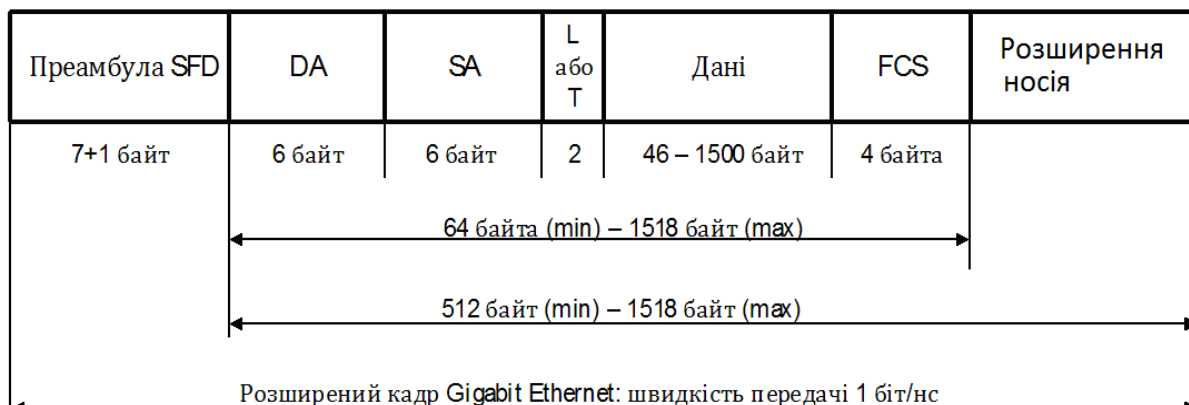 Преамбула SFD
DA
SA
L
або
T
Дані
FCS
Розширення
носія
7+1 байт
6 байт
6 байт
2
46 – 1500 байт
4 байта
64 байта (min) – 1518 байт (max)
512 байт (min) – 1518 байт (max)
Розширений кадр Gigabit Ethernet: швидкість передачі 1 біт/нс